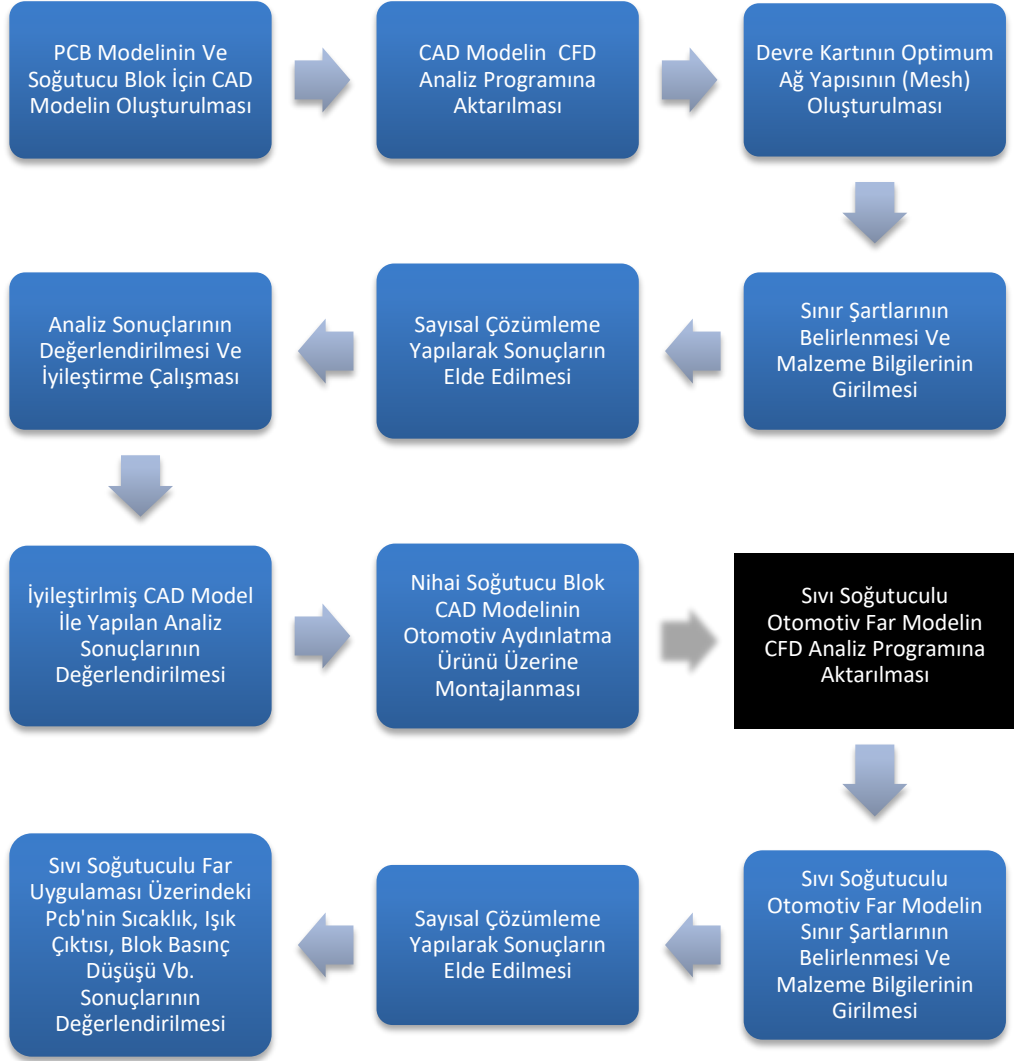 PCB Modelinin Ve
Soğutucu Blok İçin CAD
Modelin Oluşturulması
CAD Modelin CFD
Analiz Programına
Aktarılması
Devre Kartının Optimum
Ağ Yapısının (Mesh)
Oluşturulması
Sınır Şartlarının
Belirlenmesi Ve
Malzeme Bilgilerinin
Girilmesi
Sayısal Çözümleme
Yapılarak Sonuçların
Elde Edilmesi
Analiz Sonuçlarının
Değerlendirilmesi Ve
İyileştirme Çalışması
İyileştirlmiş CAD Model
İle Yapılan Analiz
Sonuçlarının
Değerlendirilmesi
Nihai Soğutucu Blok
CAD Modelinin
Otomotiv Aydınlatma
Ürünü Üzerine
Montajlanması
Sıvı Soğutuculu
Otomotiv Far Modelin
CFD Analiz Programına
Aktarılması
Sıvı Soğutuculu
Otomotiv Far Modelin
Sınır Şartlarının
Belirlenmesi Ve
Malzeme Bilgilerinin
Girilmesi
Sayısal Çözümleme
Yapılarak Sonuçların
Elde Edilmesi
Sıvı Soğutuculu Far
Uygulaması Üzerindeki
Pcb'nin Sıcaklık, Işık
Çıktısı, Blok Basınç
Düşüşü Vb.
Sonuçlarının
Değerlendirilmesi